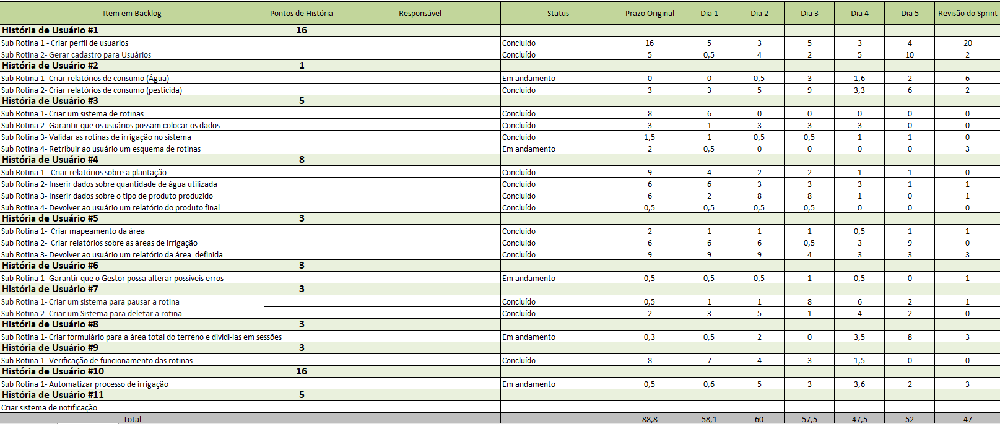 Item em Backlog Pontos de História Responsável Status Prazo Original Dia 1 Dia 2 Dia 3 Dia 4 Dia 5 Revisão do Sprint
História de Usuário #1 16
Sub Rotina 1 - Criar perfil de usuarios Concluído 16 5 3 5 3 4 20
Sub Rotina 2- Gerar cadastro para Usuários Concluído 5 0,5 4 2 5 10 2
História de Usuário #2 1
Sub Rotina 1- Criar relatórios de consumo (Água) Em andamento 0 0 0,5 3 1,6 2 6
Sub Rotina 2- Criar relatórios de consumo (pesticida) Concluído 3 3 5 9 3,3 6 2
História de Usuário #3 5
Sub Rotina 1- Criar um sistema de rotinas Concluído 8 6 0 0 0 0 0
Sub Rotina 2- Garantir que os usuários possam colocar os dados Concluído 3 1 3 3 3 0 0
Sub Rotina 3- Validar as rotinas de irrigação no sistema Concluído 1,5 1 0,5 0,5 1 1 0
Sub Rotina 4- Retribuir ao usuário um esquema de rotinas Em andamento 2 0,5 0 0 0 0 3
História de Usuário #4 8
Sub Rotina 1-  Criar relatórios sobre a plantação Concluído 9 4 2 2 1 1 0
Sub Rotina 2- Inserir dados sobre quantidade de água utilizada Concluído 6 6 3 3 3 1 1
Sub Rotina 3- Inserir dados sobre o tipo de produto produzido Concluído 6 2 8 8 1 0 1
Sub Rotina 4- Devolver ao usuário um relatório do produto final Concluído 0,5 0,5 0,5 0,5 0 0 0
História de Usuário #5 3
Sub Rotina 1-  Criar mapeamento da área Concluído 2 1 1 1 0,5 1 1
Sub Rotina 2-  Criar relatórios sobre as áreas de irrigação Concluído 6 6 6 0,5 3 9 0
Sub Rotina 3- Devolver ao usuário um relatório da área  definida Concluído 9 9 9 4 3 3 3
História de Usuário #6 3
Sub Rotina 1- Garantir que o Gestor possa alterar possíveis erros Em andamento 0,5 0,5 0,5 1 0,5 0 1
História de Usuário #7 3
Sub Rotina 1- Criar um sistema para pausar a rotina Concluído 0,5 1 1 8 6 2 1
Sub Rotina 2- Criar um Sistema para deletar a rotina Concluído 2 3 5 1 4 2 0
História de Usuário #8 3
Sub Rotina 1- Criar formulário para a área total do terreno e dividi-las em sessões Em andamento 0,3 0,5 2 0 3,5 8 3
História de Usuário #9 3
Sub Rotina 1- Verificação de funcionamento das rotinas Concluído 8 7 4 3 1,5 0 0
História de Usuário #10 16
Sub Rotina 1- Automatizar processo de irrigação Em andamento 0,5 0,6 5 3 3,6 2 3
História de Usuário #11 5
Criar sistema de notificação
Total 88,8 58,1 60 57,5 47,5 52 47